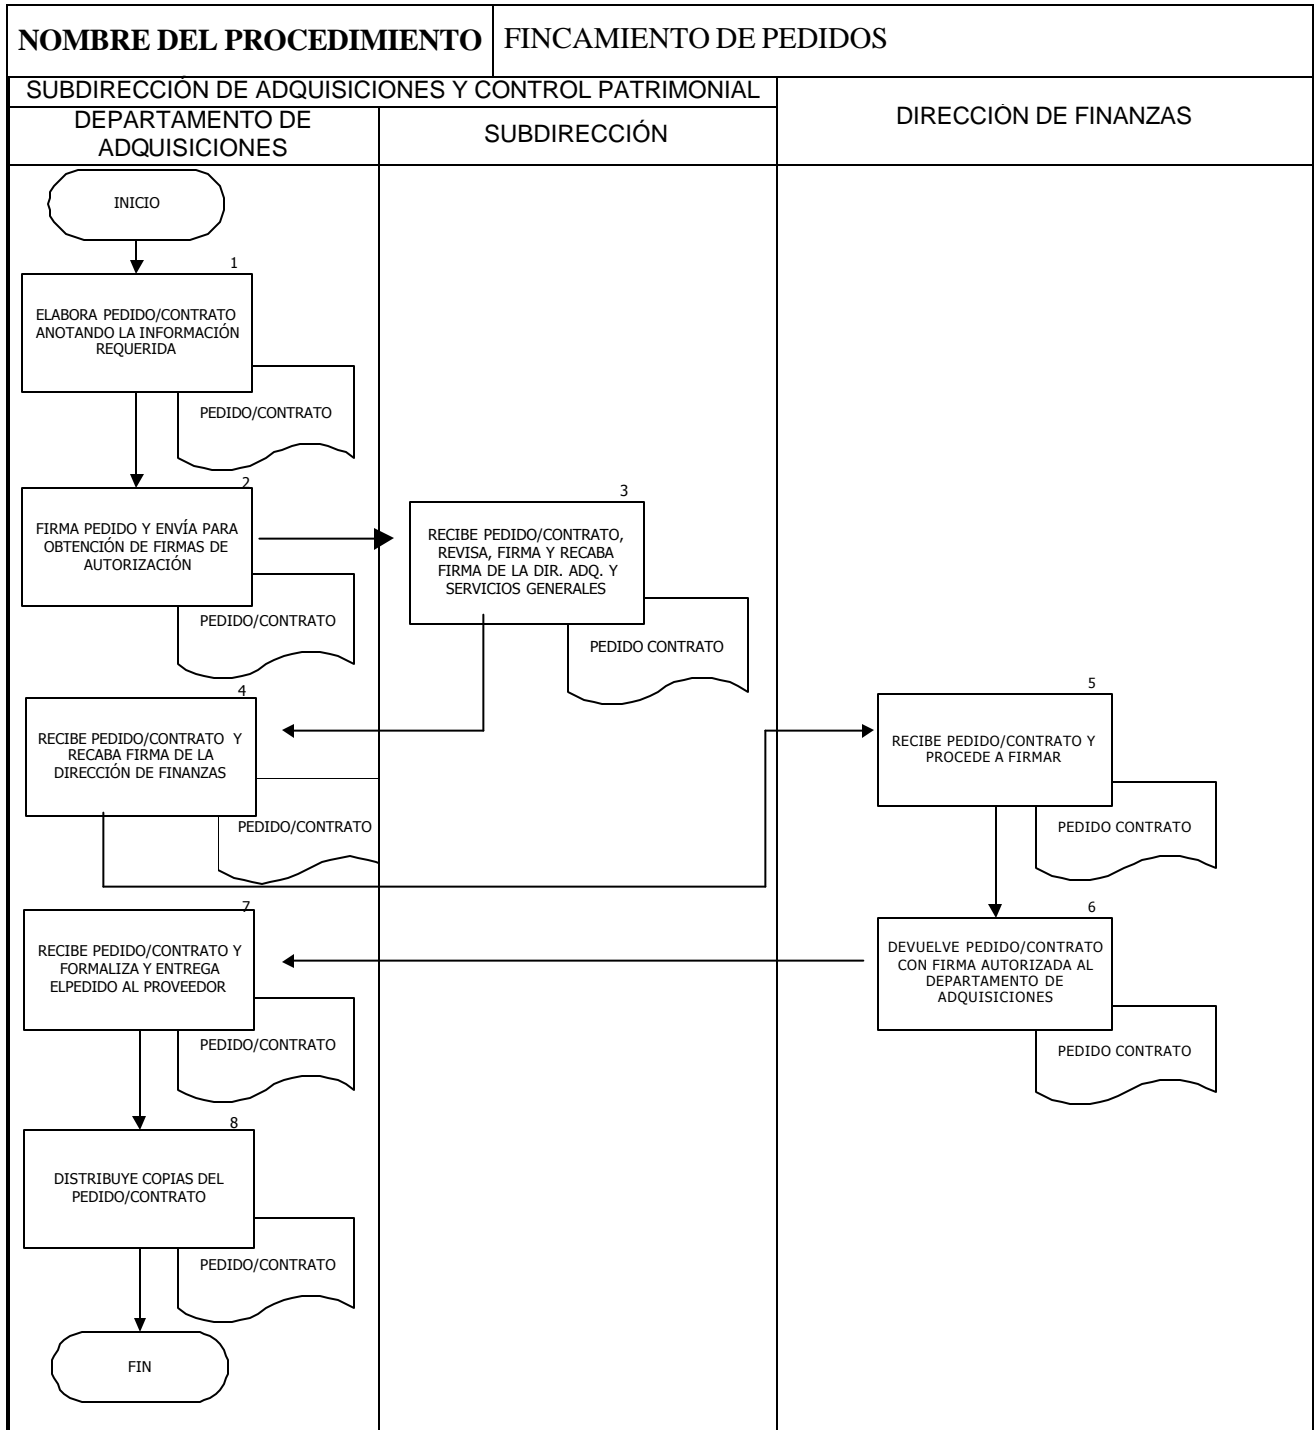 NOMBRE DEL PROCEDIMIENTO
FINCAMIENTO DE PEDIDOS
SUBDIRECCIÓN DE ADQUISICIONES Y CONTROL PATRIMONIAL
DIRECCIÓN DE FINANZAS
DEPARTAMENTO DE
ADQUISICIONES
SUBDIRECCIÓN
INICIO
1
ELABORA PEDIDO/CONTRATO
ANOTANDO LA INFORMACIÓN
REQUERIDA
PEDIDO/CONTRATO
2
FIRMA PEDIDO Y ENVÍA PARA
OBTENCIÓN DE FIRMAS DE
AUTORIZACIÓN
PEDIDO/CONTRATO
3
RECIBE PEDIDO/CONTRATO,
REVISA, FIRMA Y RECABA
FIRMA DE LA DIR. ADQ. Y
SERVICIOS GENERALES
PEDIDO CONTRATO
4
RECIBE PEDIDO/CONTRATO Y
RECABA FIRMA DE LA
DIRECCIÓN DE FINANZAS
PEDIDO/CONTRATO
5
RECIBE PEDIDO/CONTRATO Y
PROCEDE A FIRMAR
PEDIDO CONTRATO
6
DEVUELVE PEDIDO/CONTRATO
CON FIRMA AUTORIZADA AL
DEPARTAMENTO DE
ADQUISICIONES
PEDIDO CONTRATO
7
RECIBE PEDIDO/CONTRATO Y
FORMALIZA Y ENTREGA
ELPEDIDO AL PROVEEDOR
PEDIDO/CONTRATO
8
DISTRIBUYE COPIAS DEL
PEDIDO/CONTRATO
PEDIDO/CONTRATO
FIN